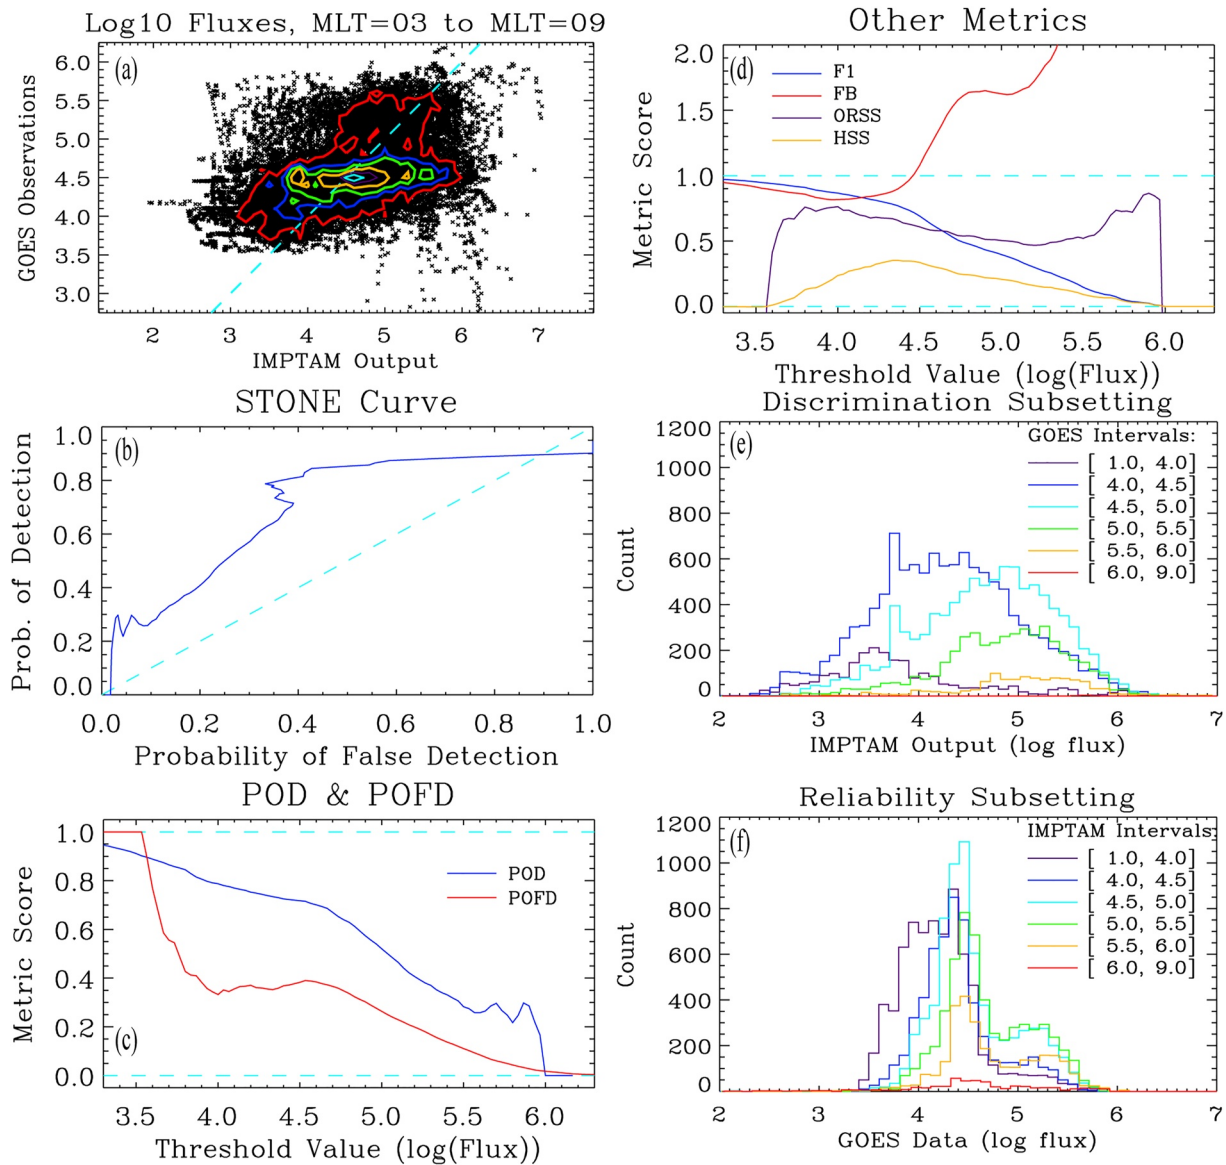 Log10 Fluxes, MLT=03 to MLT=09
(a)
GOES Observations
6.0
5.5
5.0
4.5
4.0
3.5
3.0
2 3 4 5 6 7
IMPTAM Output
STONE Curve
(b)
Prob. of Detection
1.0
0.8
0.6
0.4
0.2
0.0
0.0 0.2 0.4 0.6 0.8 1.0
Probability of False Detection
POD & POFD
(c)
Metric Score
1.0
0.8
0.6
0.4
0.2
0.0
POD
POFD
3.5 4.0 4.5 5.0 5.5 6.0
Threshold Value (log(Flux))
Other Metrics
(d)
Metric Score
2.0
1.5
1.0
0.5
0.0
F1
FB
ORSS
HSS
3.5 4.0 4.5 5.0 5.5 6.0
Threshold Value (log(Flux))
Discrimination Subsetting
(e)
Count
1200
1000
800
600
400
200
0
GOES Intervals:
[ 1.0, 4.0]
[ 4.0, 4.5]
[ 4.5, 5.0]
[ 5.0, 5.5]
[ 5.5, 6.0]
[ 6.0, 9.0]
2 3 4 5 6 7
IMPTAM Output (log flux)
Reliability Subsetting
(f)
Count
1200
1000
800
600
400
200
0
IMPTAM Intervals:
[ 1.0, 4.0]
[ 4.0, 4.5]
[ 4.5, 5.0]
[ 5.0, 5.5]
[ 5.5, 6.0]
[ 6.0, 9.0]
2 3 4 5 6 7
GOES Data (log flux)